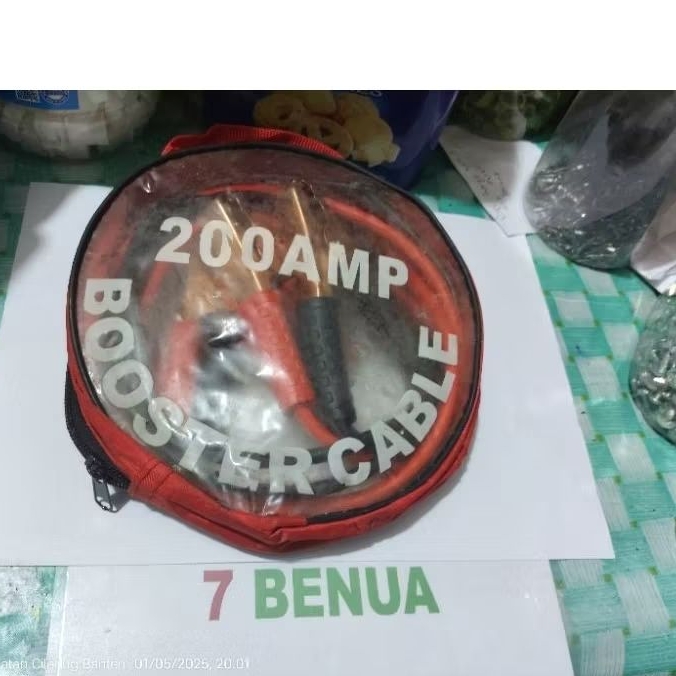 200AMP
BOOSTER CABLE
7 BENUA
01/05/2025, 20.01